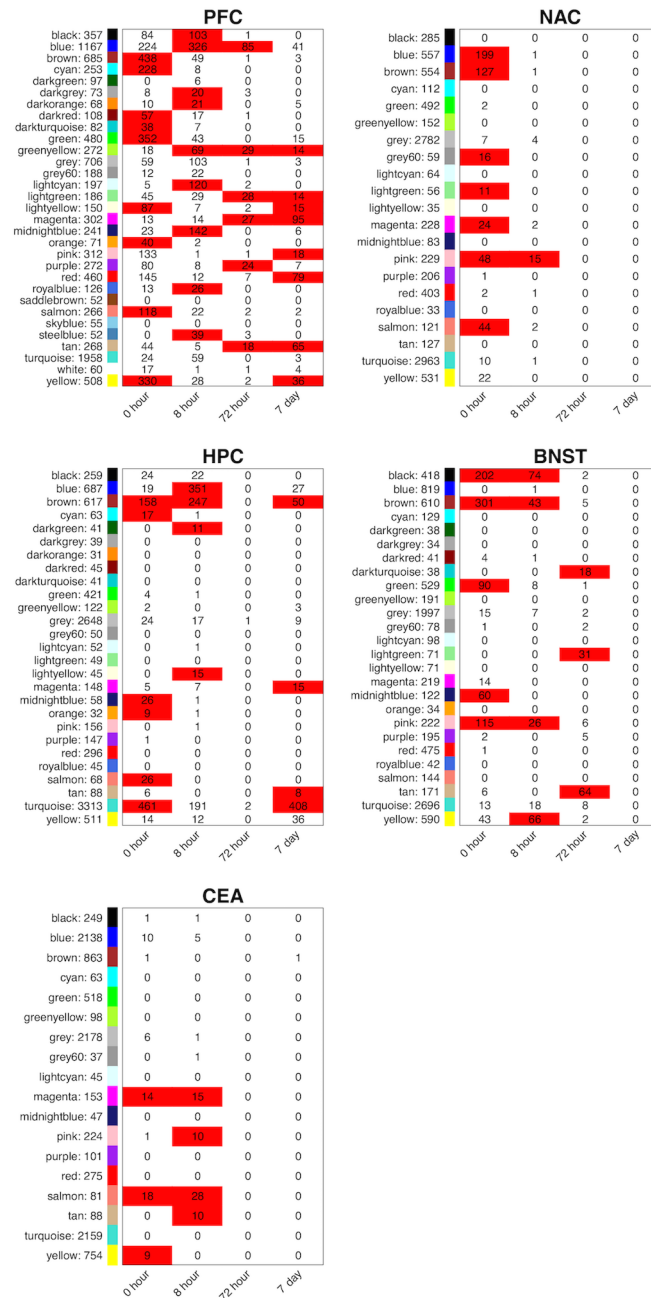 PFC
black: 357 84 103 1 0
blue: 1167 224 326 85 41
brown: 685 438 49 1 3
cyan: 253 228 8 0 0
darkgreen: 97 0 6 0 0
darkgrey: 73 8 20 3 0
darkorange: 68 10 21 0 5
darkred: 108 57 17 1 0
darkturquoise: 82 38 7 0 0
green: 480 352 43 0 15
greenyellow: 272 18 69 29 14
grey: 706 59 103 1 3
grey60: 188 12 22 0 0
lightcyan: 197 5 120 2 0
lightgreen: 186 45 29 28 14
lightyellow: 150 67 7 2 15
magenta: 302 13 14 27 95
midnightblue: 241 23 142 0 6
orange: 71 40 2 0 0
pink: 312 133 1 1 18
purple: 272 80 8 24 7
red: 460 145 12 7 79
royalblue: 126 13 26 0 0
saddlebrown: 52 0 0 0 0
salmon: 266 118 22 2 2
skyblue: 55 0 0 0 0
steelblue: 52 0 39 3 0
tan: 268 44 5 18 65
turquoise: 1958 24 59 0 3
white: 60 17 1 1 4
yellow: 508 330 28 2 36
0 hour 8 hour 72 hour 7 day
NAC
black: 285 0 0 0 0
blue: 557 199 1 0 0
brown: 554 127 1 0 0
cyan: 112 0 0 0 0
green: 492 2 0 0 0
greenyellow: 152 0 0 0 0
grey: 2782 7 4 0 0
grey60: 59 16 0 0 0
lightcyan: 64 0 0 0 0
lightgreen: 56 11 0 0 0
lightyellow: 35 0 0 0 0
magenta: 228 24 2 0 0
midnightblue: 83 0 0 0 0
pink: 229 48 15 0 0
purple: 206 1 0 0 0
red: 403 2 1 0 0
royalblue: 33 0 0 0 0
salmon: 121 44 2 0 0
tan: 127 0 0 0 0
turquoise: 2963 10 1 0 0
yellow: 531 22 0 0 0
0 hour 8 hour 72 hour 7 day
HPC
black: 259 24 22 0 0
blue: 687 19 351 0 27
brown: 617 158 247 0 50
cyan: 63 17 1 0 0
darkgreen: 41 0 11 0 0
darkgrey: 39 0 0 0 0
darkorange: 31 0 0 0 0
darkred: 45 0 0 0 0
darkturquoise: 41 0 0 0 0
green: 421 4 1 0 0
greenyellow: 122 2 0 0 3
grey: 2648 24 17 1 9
grey60: 50 0 0 0 0
lightcyan: 52 0 1 0 0
lightgreen: 49 0 0 0 0
lightyellow: 45 0 15 0 0
magenta: 148 5 7 0 15
midnightblue: 58 26 1 0 0
orange: 32 9 1 0 0
pink: 156 0 1 0 0
purple: 147 1 0 0 0
red: 296 0 0 0 0
royalblue: 45 0 0 0 0
salmon: 68 26 0 0 0
tan: 88 6 0 0 8
turquoise: 3313 461 191 2 408
yellow: 511 14 12 0 36
0 hour 8 hour 72 hour 7 day
BNST
black: 418 202 74 2 0
blue: 819 0 1 0 0
brown: 610 301 43 5 0
cyan: 129 0 0 0 0
darkgreen: 38 0 0 0 0
darkgrey: 34 0 0 0 0
darkred: 41 4 1 0 0
darkturquoise: 38 0 0 18 0
green: 529 90 8 1 0
greenyellow: 191 0 0 0 0
grey: 1997 15 7 2 0
grey60: 78 1 0 2 0
lightcyan: 98 0 0 0 0
lightgreen: 71 0 0 31 0
lightyellow: 71 0 0 0 0
magenta: 219 14 0 0 7
midnightblue: 122 60 0 0 0
orange: 34 0 0 0 0
pink: 222 115 26 6 0
purple: 195 2 0 5 0
red: 475 1 0 0 0
royalblue: 42 0 0 0 0
salmon: 144 0 0 0 0
tan: 171 6 0 64 0
turquoise: 2696 13 18 8 0
yellow: 590 43 66 2 0
0 hour 8 hour 72 hour 7 day
CEA
black: 249 1 1 0 0
blue: 2138 10 5 0 0
brown: 863 1 0 0 1
cyan: 63 0 0 0 0
green: 518 0 0 0 0
greenyellow: 98 0 0 0 0
grey: 2178 6 1 0 0
grey60: 37 0 1 0 0
lightcyan: 45 0 0 0 0
magenta: 153 14 15 0 0
midnightblue: 47 0 0 0 0
pink: 224 1 10 0 0
purple: 101 0 0 0 0
red: 275 0 0 0 0
salmon: 81 18 28 0 0
tan: 88 0 10 0 0
turquoise: 2159 0 0 0 0
yellow: 754 9 0 0 0
0 hour 8 hour 72 hour 7 day